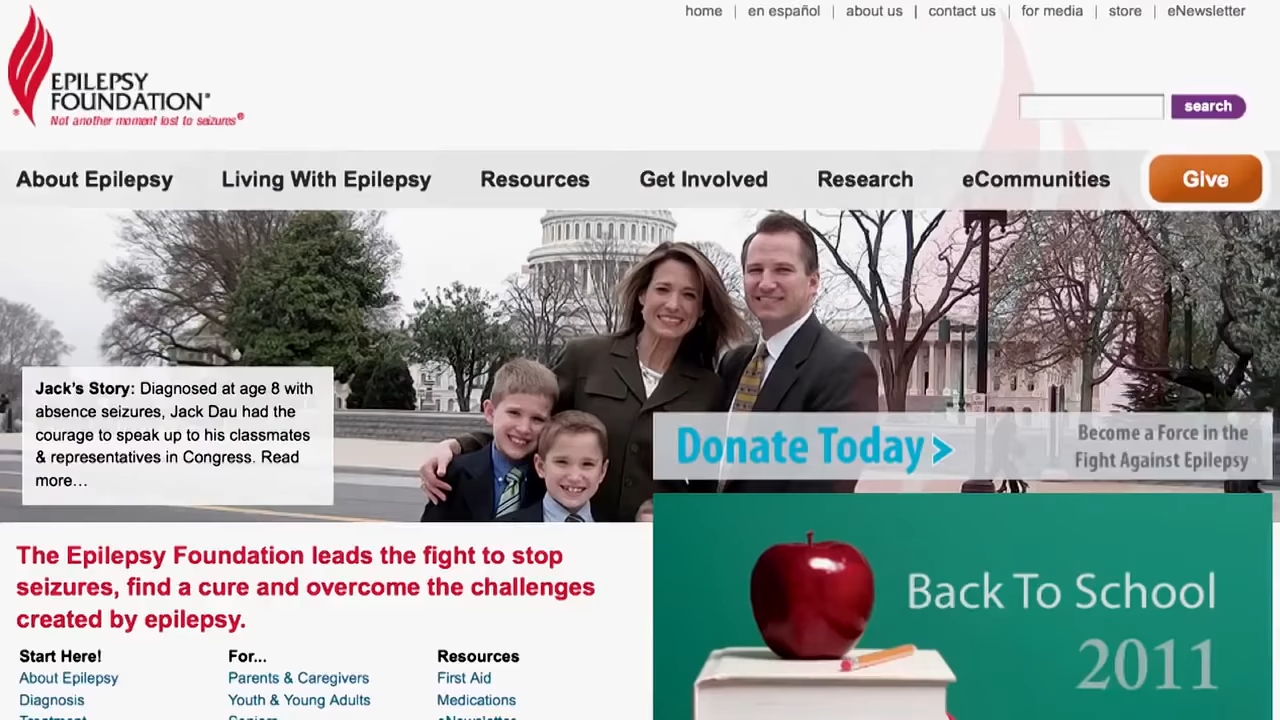 home | en español | about us | contact us | for media | store | eNewsletter
EPILEPSY
FOUNDATION®
Not another moment lost to seizures®
search
About Epilepsy
Living With Epilepsy
Resources
Get Involved
Research
eCommunities
Give
Jack's Story: Diagnosed at age 8 with
absence seizures, Jack Dau had the
courage to speak up to his classmates
& representatives in Congress. Read
more…
Donate Today >
Become a Force in the
Fight Against Epilepsy
The Epilepsy Foundation leads the fight to stop
seizures, find a cure and overcome the challenges
created by epilepsy.
Start Here!
About Epilepsy
Diagnosis
Treatment
For...
Parents & Caregivers
Youth & Young Adults
Seniors
Resources
First Aid
Medications
eNewsletter
Back To School
2011